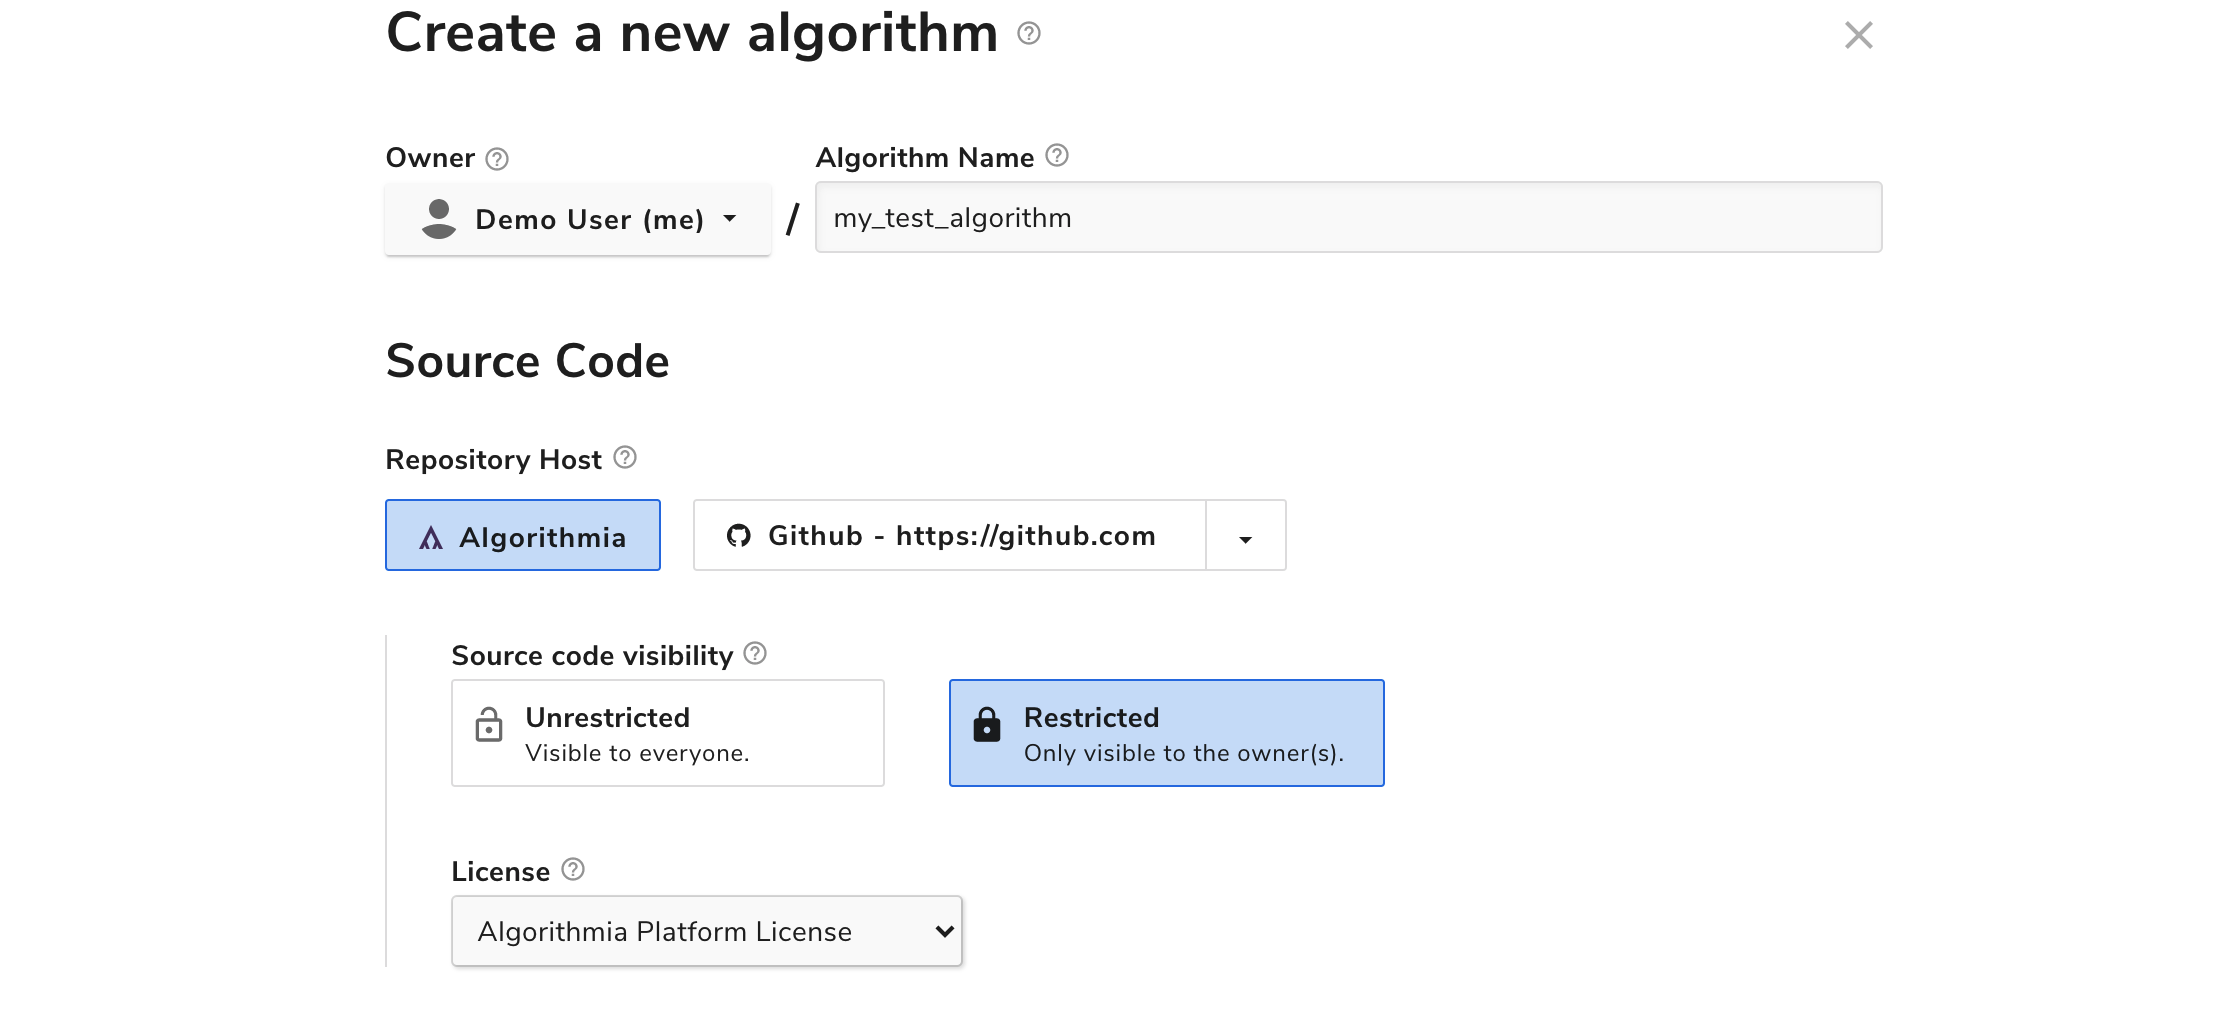 Create a new algorithm
Owner
Algorithm Name
Demo User (me)
/
my_test_algorithm
Source Code
Repository Host
Algorithmia
Github - https://github.com
Source code visibility
Unrestricted
Visible to everyone.
Restricted
Only visible to the owner(s).
License
Algorithmia Platform License